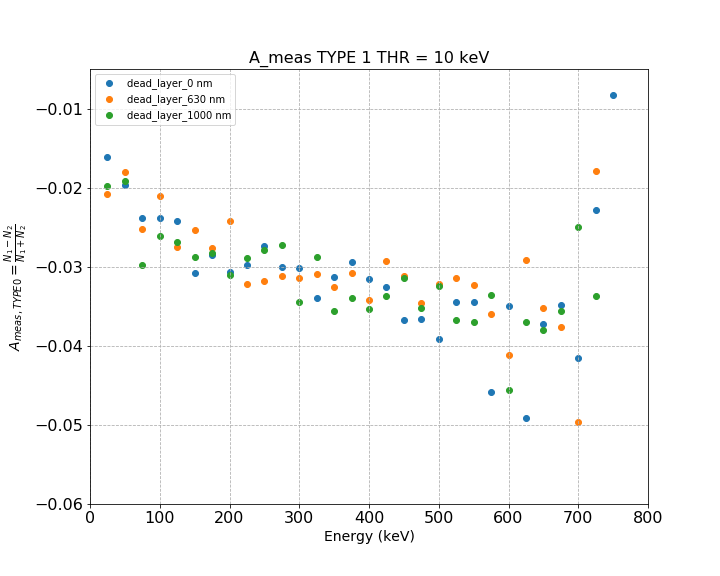 A_meas TYPE 1 THR = 10 keV
dead_layer_0 nm
dead_layer_630 nm
dead_layer_1000 nm
−0.01
−0.02
−0.03
−0.04
−0.05
−0.06
A_{meas, TYPE0} = \frac{N_1 − N_2}{N_1 + N_2}
0 100 200 300 400 500 600 700 800
Energy (keV)